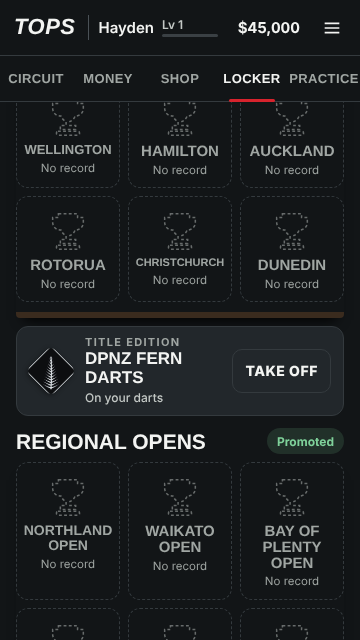 TOPS Hayden Lv 1 $45,000
CIRCUIT MONEY SHOP LOCKER PRACTICE
WELLINGTON HAMILTON AUCKLAND
No record No record No record
ROTORUA CHRISTCHURCH DUNEDIN
No record No record No record
TITLE EDITION
DPNZ FERN
DARTS
On your darts
TAKE OFF
REGIONAL OPENS Promoted
NORTHLAND
OPEN
No record
WAIKATO
OPEN
No record
BAY OF
PLENTY
OPEN
No record